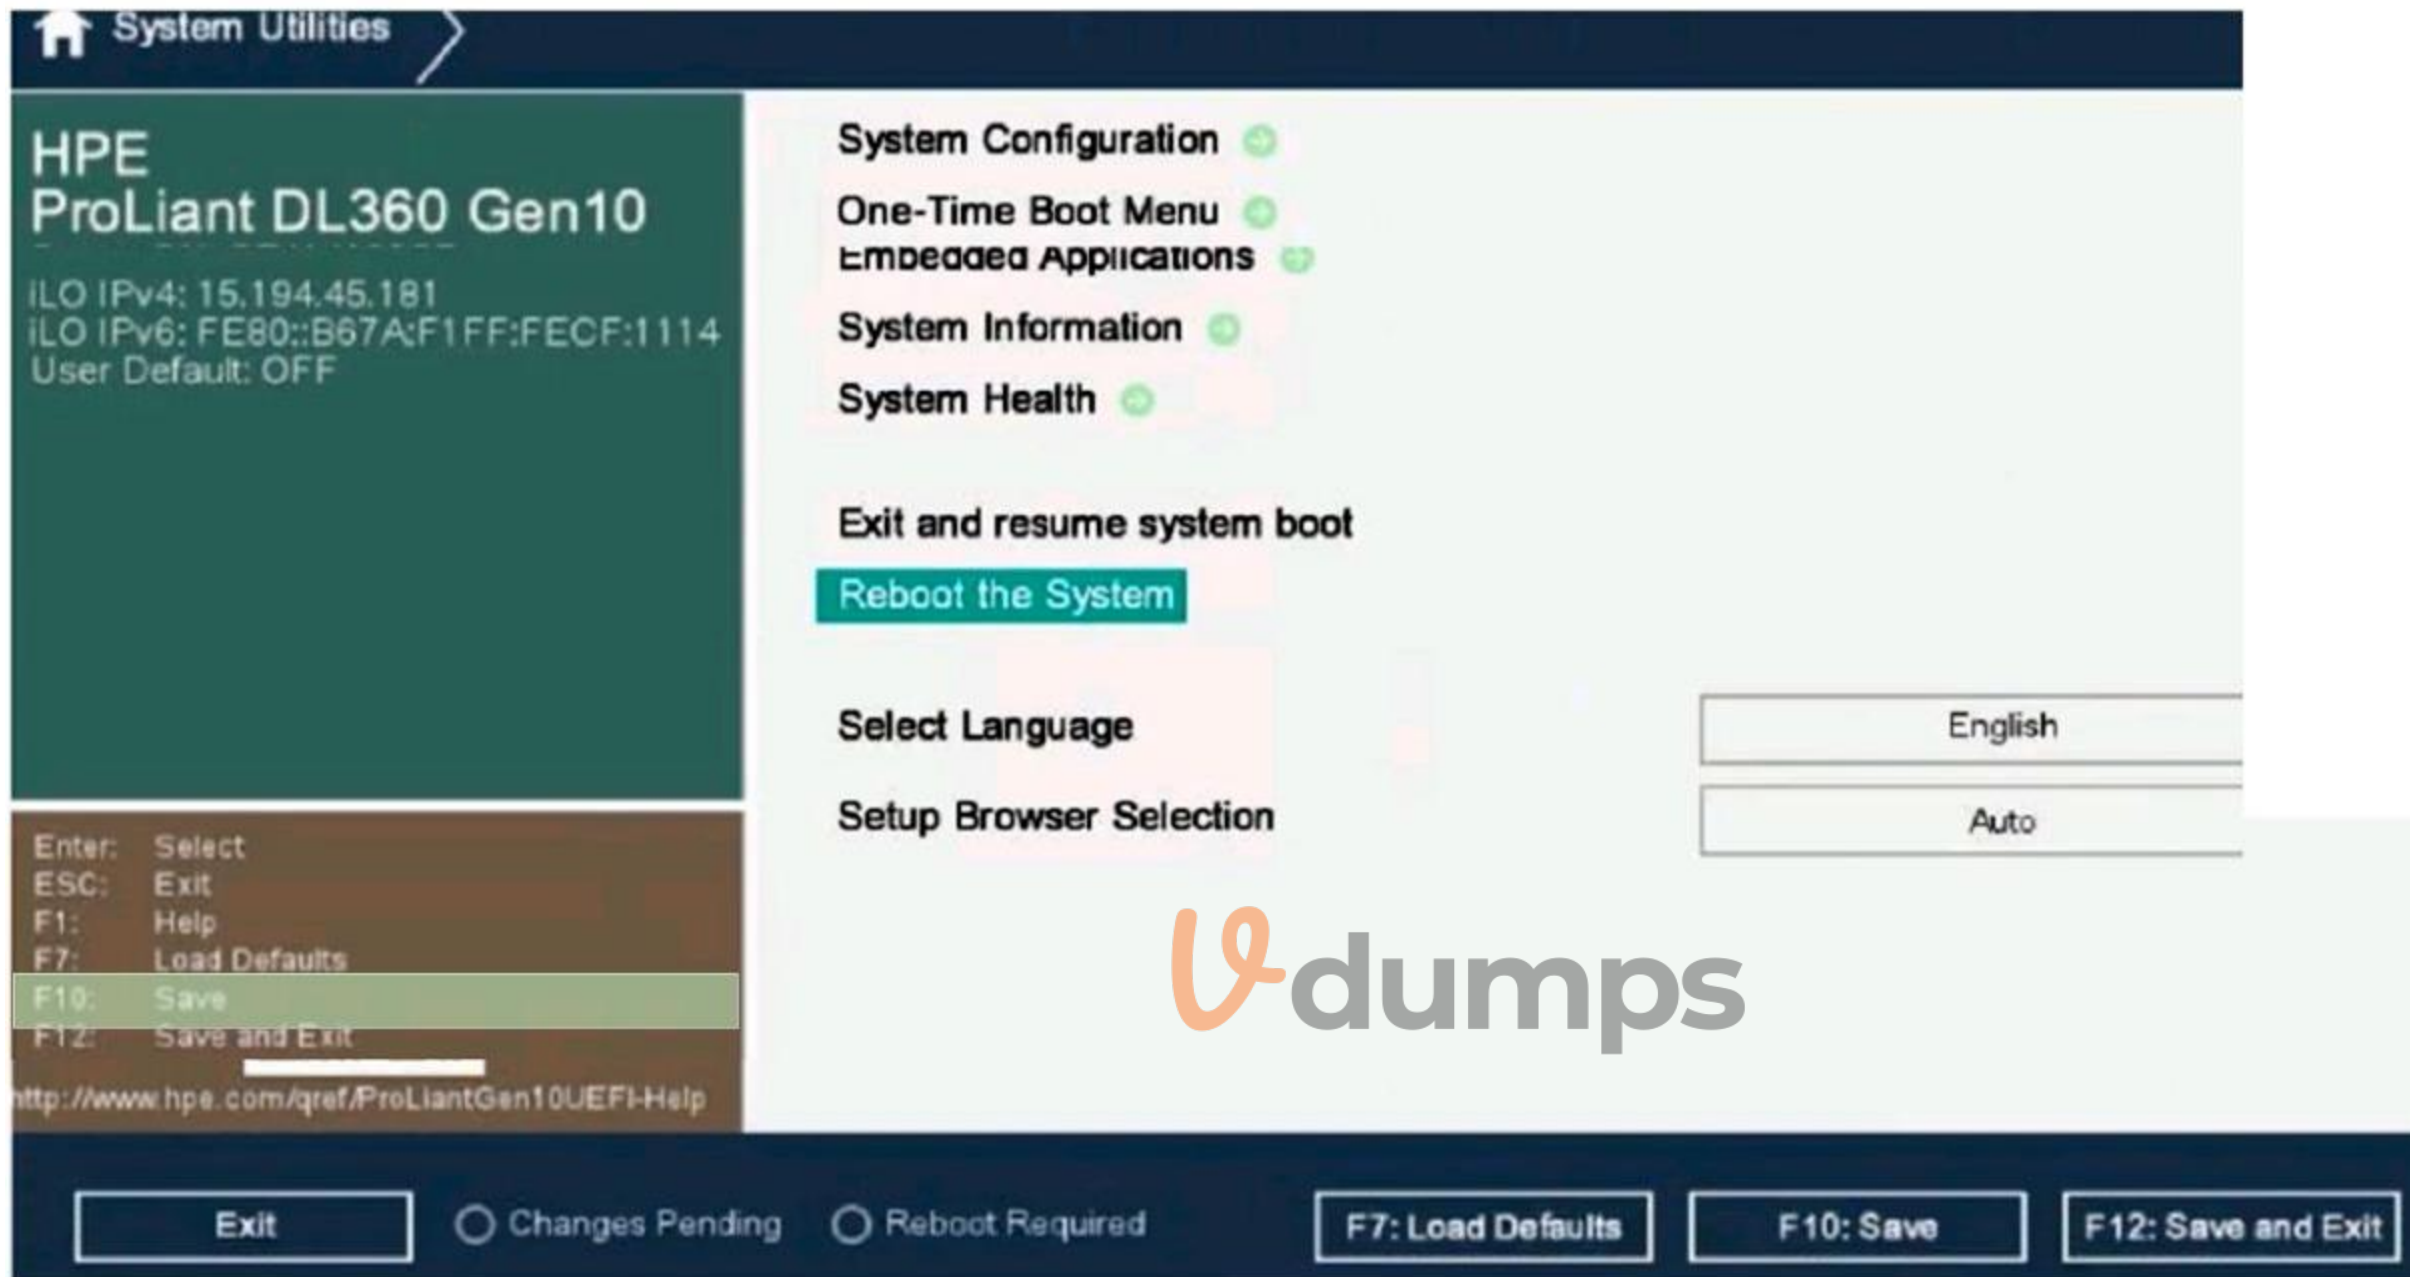 System Utilities
HPE
ProLiant DL360 Gen10
iLO IPv4: 15.194.45.181
iLO IPv6: FE80::B67A:F1FF:FECF:1114
User Default: OFF
Enter: Select
ESC: Exit
F1: Help
F7: Load Defaults
F10: Save
F12: Save and Exit
http://www.hpe.com/qref/ProLiantGen10UEFI-Help
System Configuration
One-Time Boot Menu
Embedded Applications
System Information
System Health
Exit and resume system boot
Reboot the System
Select Language English
Setup Browser Selection Auto
Vdumps
Exit Changes Pending Reboot Required F7: Load Defaults F10: Save F12: Save and Exit